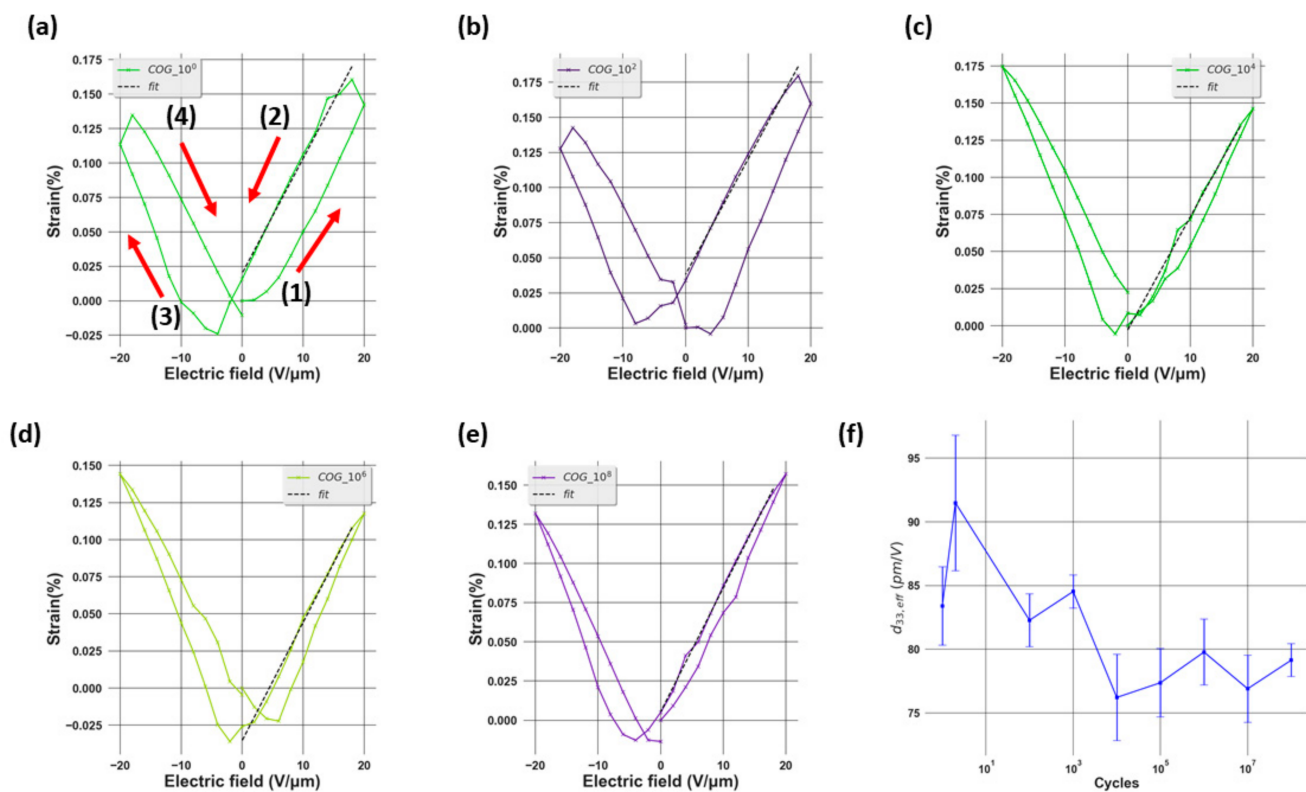 (a)
COG_10⁰
fit
0.175
0.150
0.125
0.100
0.075
0.050
0.025
0.000
−0.025
Strain(%)
(4)
(2)
(3)
(1)
−20 −10 0 10 20
Electric field (V/μm)
(b)
COG_10²
fit
0.175
0.150
0.125
0.100
0.075
0.050
0.025
0.000
Strain(%)
−20 −10 0 10 20
Electric field (V/μm)
(c)
COG_10⁴
fit
0.175
0.150
0.125
0.100
0.075
0.050
0.025
0.000
Strain(%)
−20 −10 0 10 20
Electric field (V/μm)
(d)
COG_10⁶
fit
0.150
0.125
0.100
0.075
0.050
0.025
0.000
−0.025
Strain(%)
−20 −10 0 10 20
Electric field (V/μm)
(e)
COG_10⁸
fit
0.150
0.125
0.100
0.075
0.050
0.025
0.000
Strain(%)
−20 −10 0 10 20
Electric field (V/μm)
(f)
95
90
85
80
75
d₃₃,eff (pm/V)
10¹ 10³ 10⁵ 10⁷
Cycles